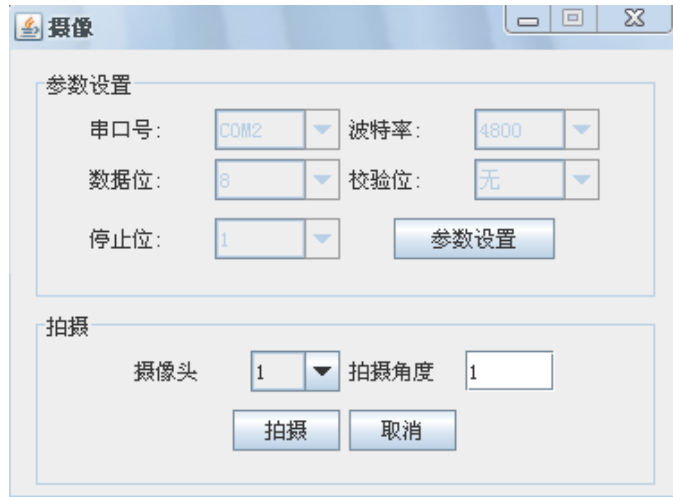 摄像
参数设置
串口号: COM2 波特率: 4800
数据位: 8 校验位: 无
停止位: 1 参数设置
拍摄
摄像头 1 拍摄角度 1
拍摄 取消